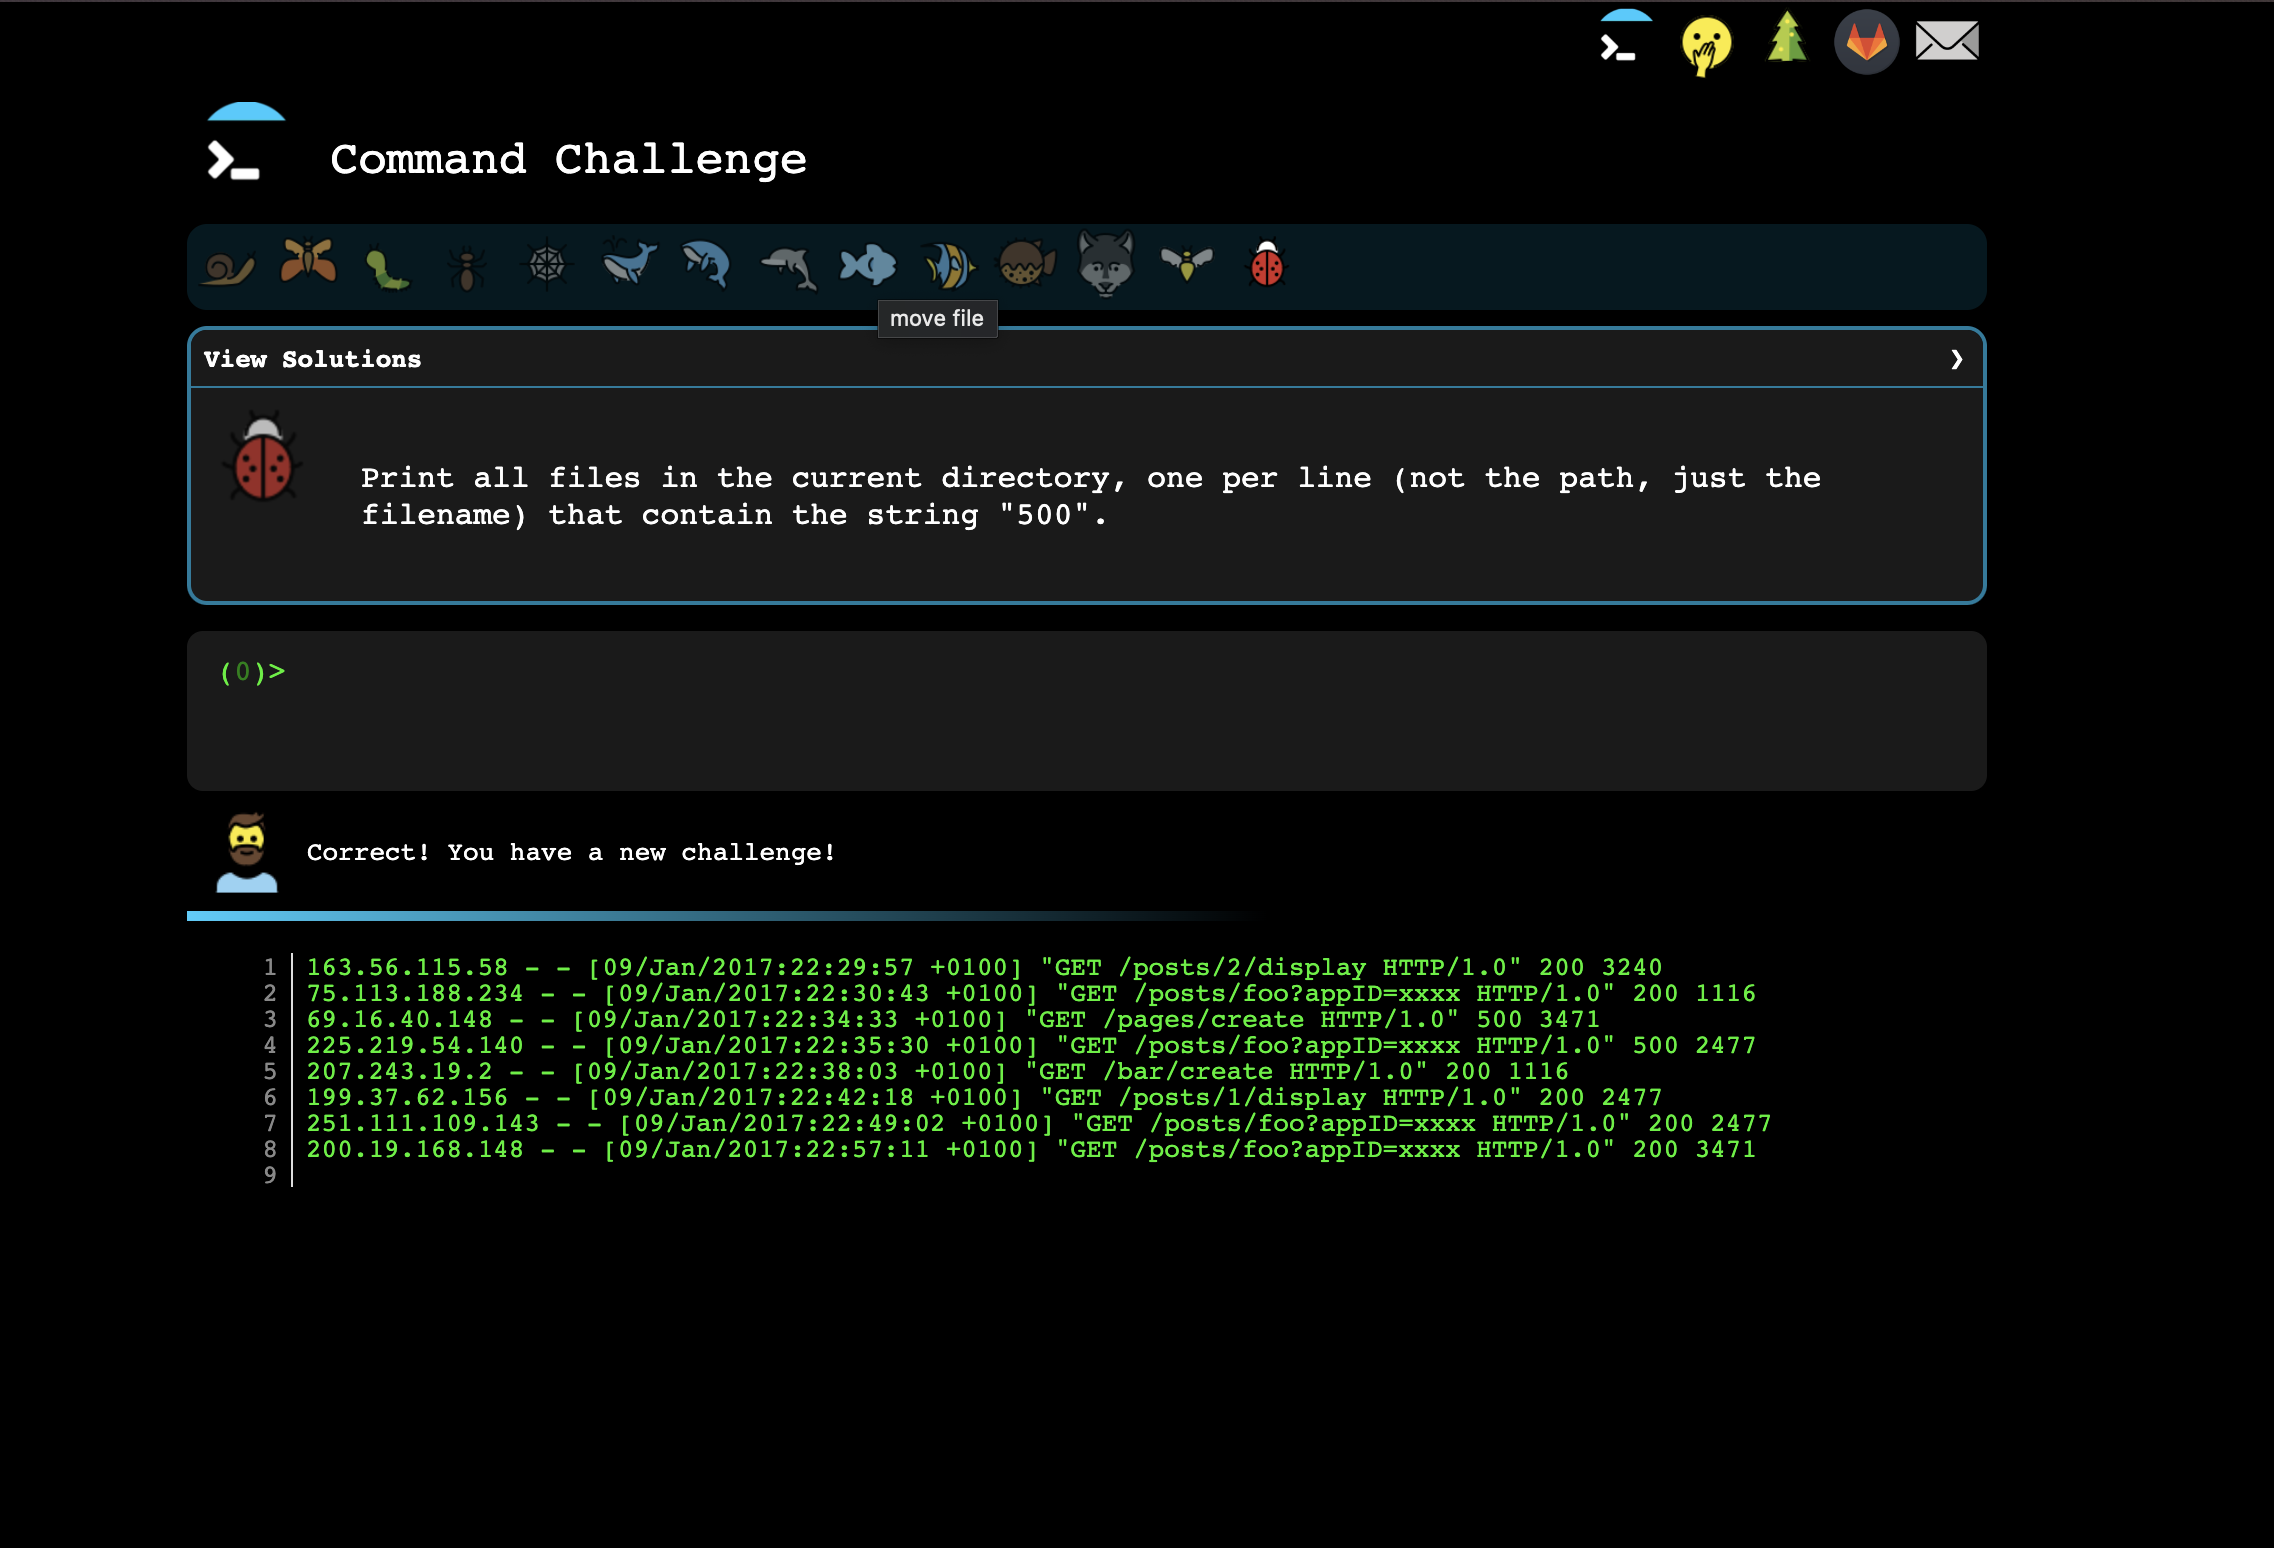 Command Challenge
move file
View Solutions ❯
Print all files in the current directory, one per line (not the path, just the
filename) that contain the string "500".
(0)>
Correct! You have a new challenge!
1 163.56.115.58 - - [09/Jan/2017:22:29:57 +0100] "GET /posts/2/display HTTP/1.0" 200 3240
2 75.113.188.234 - - [09/Jan/2017:22:30:43 +0100] "GET /posts/foo?appID=xxxx HTTP/1.0" 200 1116
3 69.16.40.148 - - [09/Jan/2017:22:34:33 +0100] "GET /pages/create HTTP/1.0" 500 3471
4 225.219.54.140 - - [09/Jan/2017:22:35:30 +0100] "GET /posts/foo?appID=xxxx HTTP/1.0" 500 2477
5 207.243.19.2 - - [09/Jan/2017:22:38:03 +0100] "GET /bar/create HTTP/1.0" 200 1116
6 199.37.62.156 - - [09/Jan/2017:22:42:18 +0100] "GET /posts/1/display HTTP/1.0" 200 2477
7 251.111.109.143 - - [09/Jan/2017:22:49:02 +0100] "GET /posts/foo?appID=xxxx HTTP/1.0" 200 2477
8 200.19.168.148 - - [09/Jan/2017:22:57:11 +0100] "GET /posts/foo?appID=xxxx HTTP/1.0" 200 3471
9